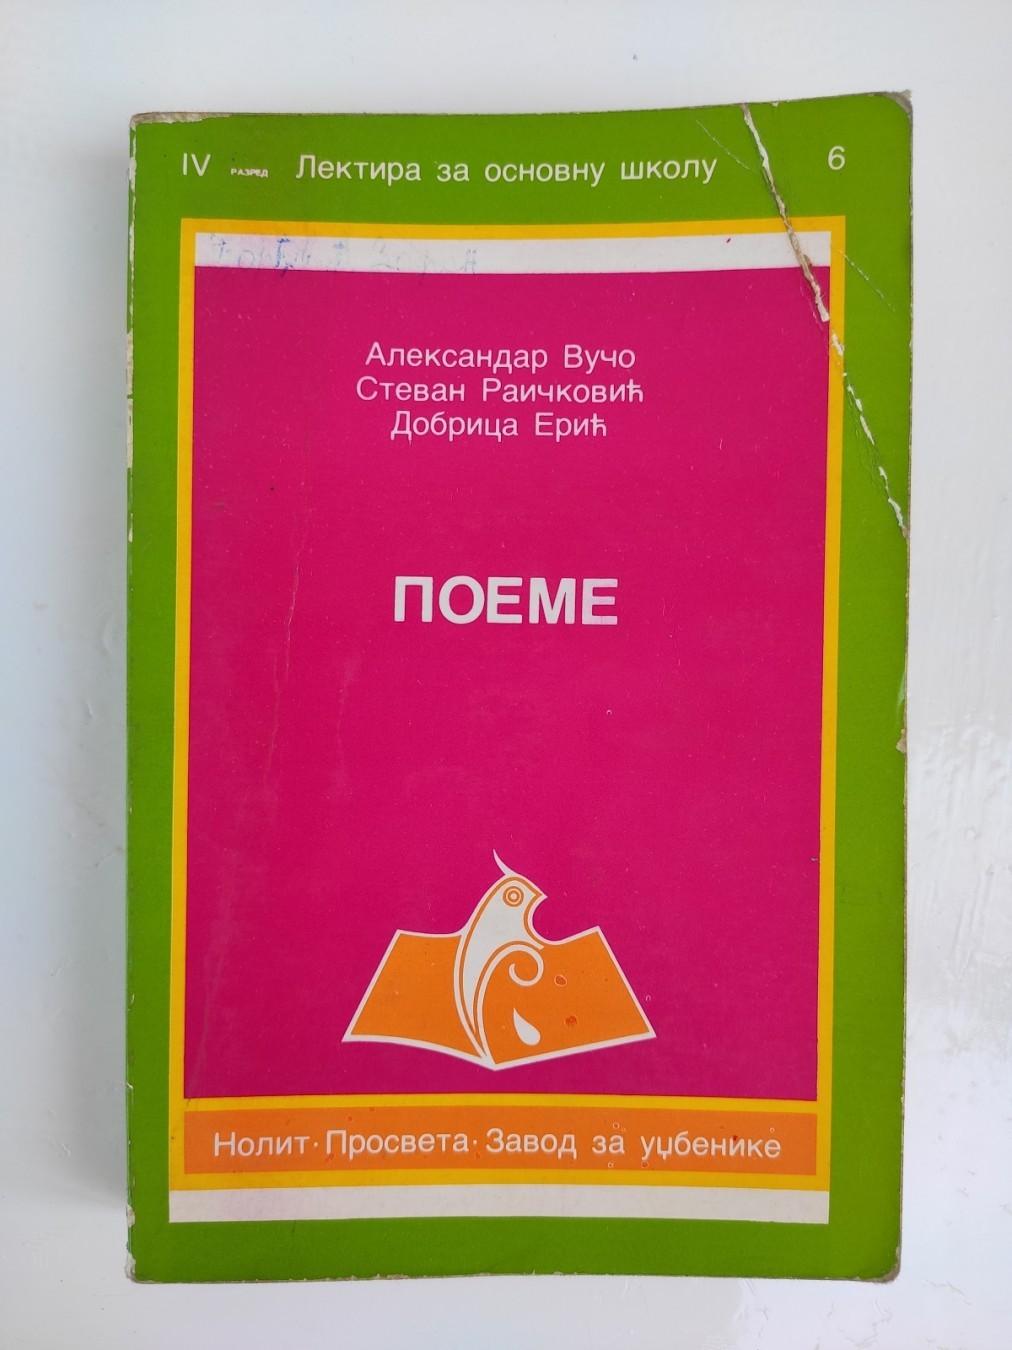 IV РАЗРЕД Лектира за основну школу 6
Александар Вучо
Стеван Раичковић
Добрица Ерић
ПОЕМЕ
Нолит · Просвета · Завод за уџбенике